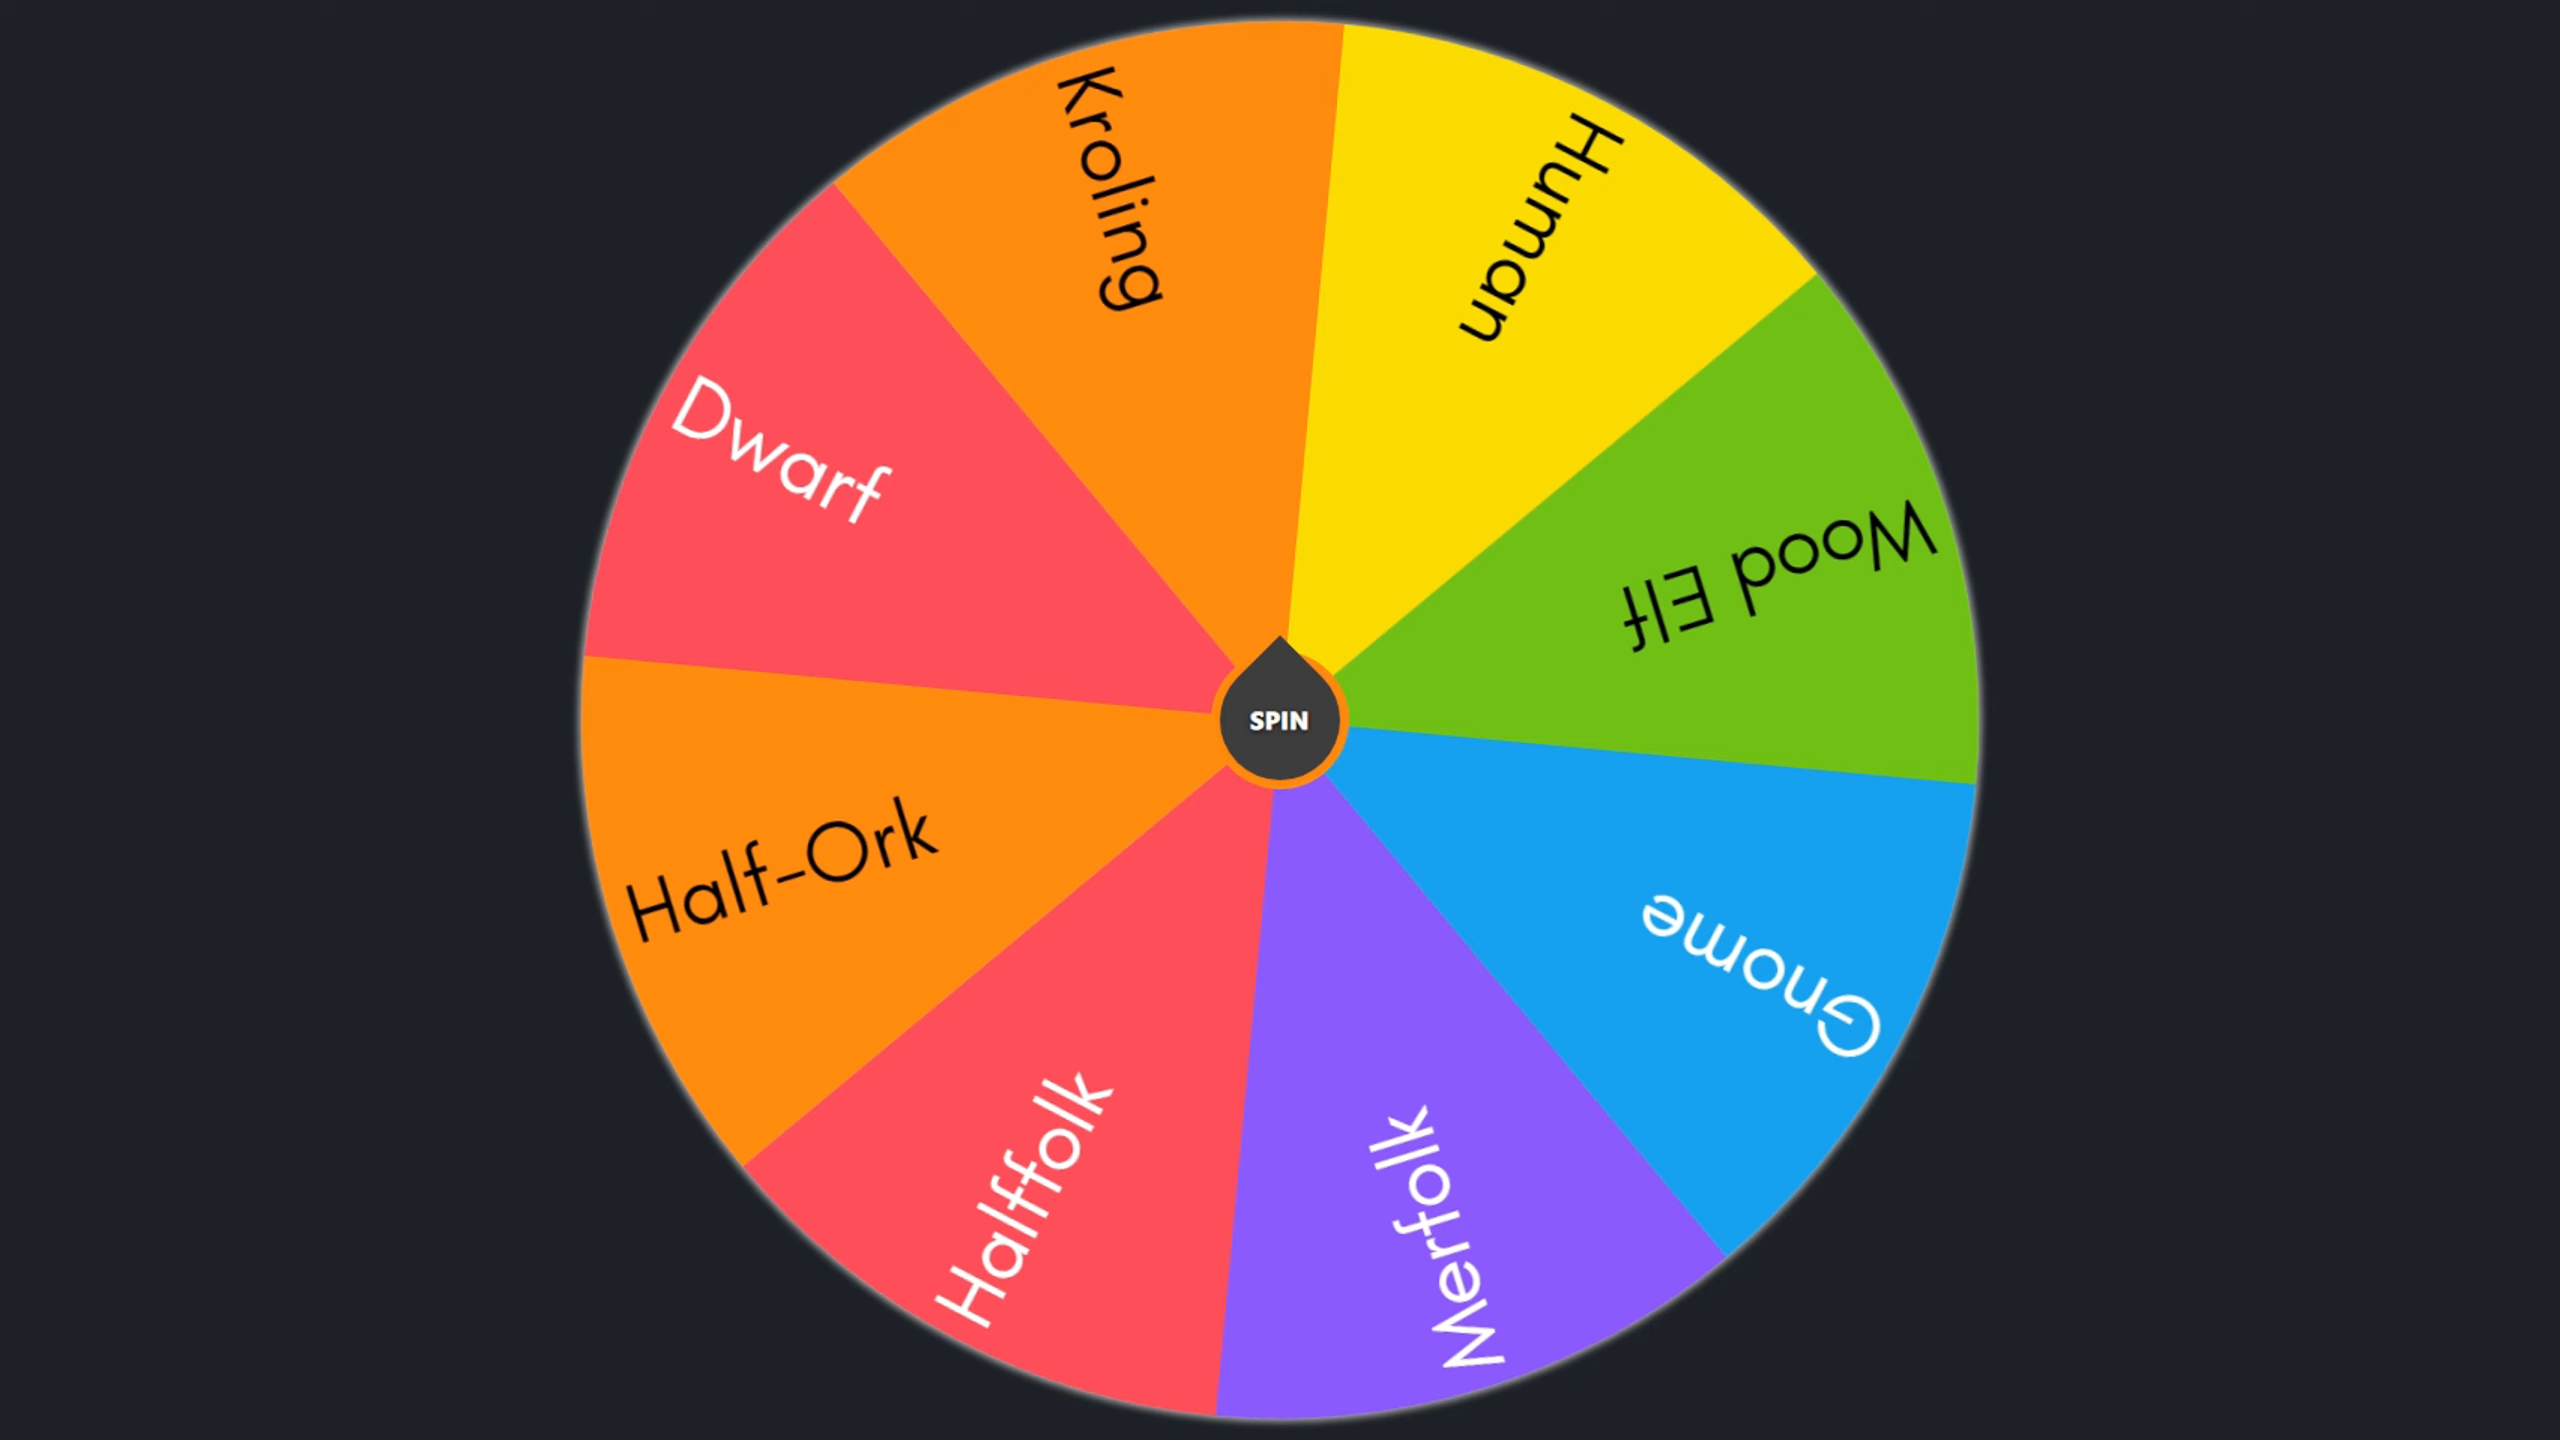 Kroling
Human
Wood Elf
Gnome
Merfolk
Halffolk
Half-Ork
Dwarf
SPIN